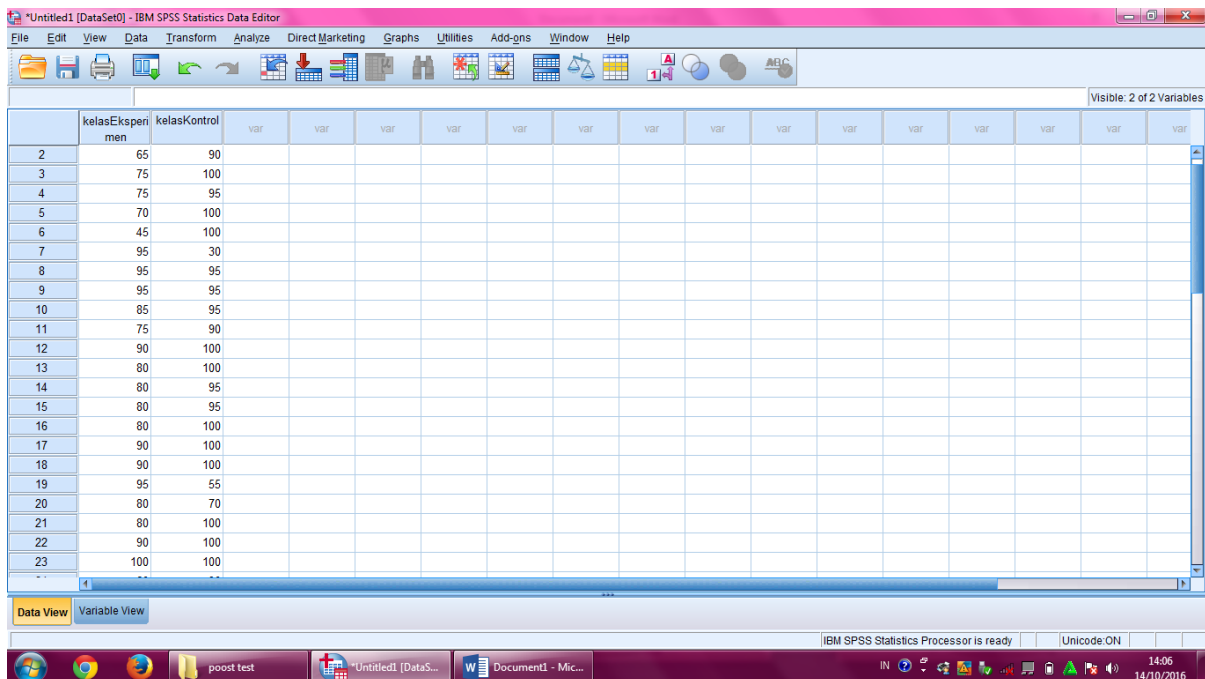 *Untitled1 [DataSet0] - IBM SPSS Statistics Data Editor
File Edit View Data Transform Analyze Direct Marketing Graphs Utilities Add-ons Window Help
Visible: 2 of 2 Variables
kelasEksperi kelasKontrol var var var var var var var var var var var var var var
men
2 65 90
3 75 100
4 75 95
5 70 100
6 45 100
7 95 30
8 95 95
9 95 95
10 85 95
11 75 90
12 90 100
13 80 100
14 80 95
15 80 95
16 80 100
17 90 100
18 90 100
19 95 55
20 80 70
21 80 100
22 90 100
23 100 100
Data View Variable View
IBM SPSS Statistics Processor is ready Unicode:ON
poost test *Untitled1 [DataS... Document1 - Mic... IN 14:06
14/10/2016